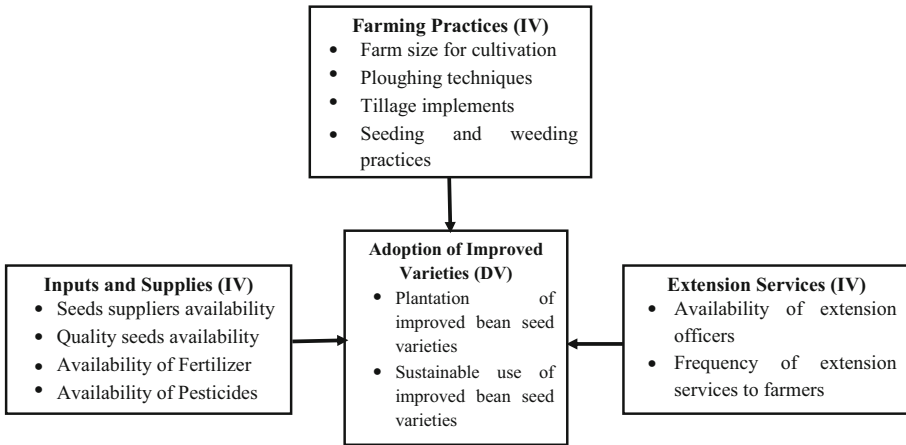 Farming Practices (IV)
• Farm size for cultivation
• Ploughing techniques
• Tillage implements
• Seeding and weeding
practices
Adoption of Improved
Varieties (DV)
• Plantation of
improved bean seed
varieties
• Sustainable use of
improved bean seed
varieties
Inputs and Supplies (IV)
• Seeds suppliers availability
• Quality seeds availability
• Availability of Fertilizer
• Availability of Pesticides
Extension Services (IV)
• Availability of extension
officers
• Frequency of extension
services to farmers